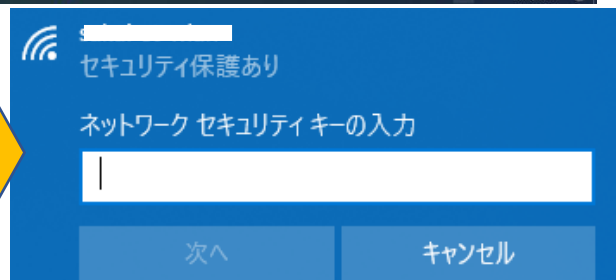 セキュリティ保護あり
ネットワーク セキュリティ キーの入力
次へ
キャンセル